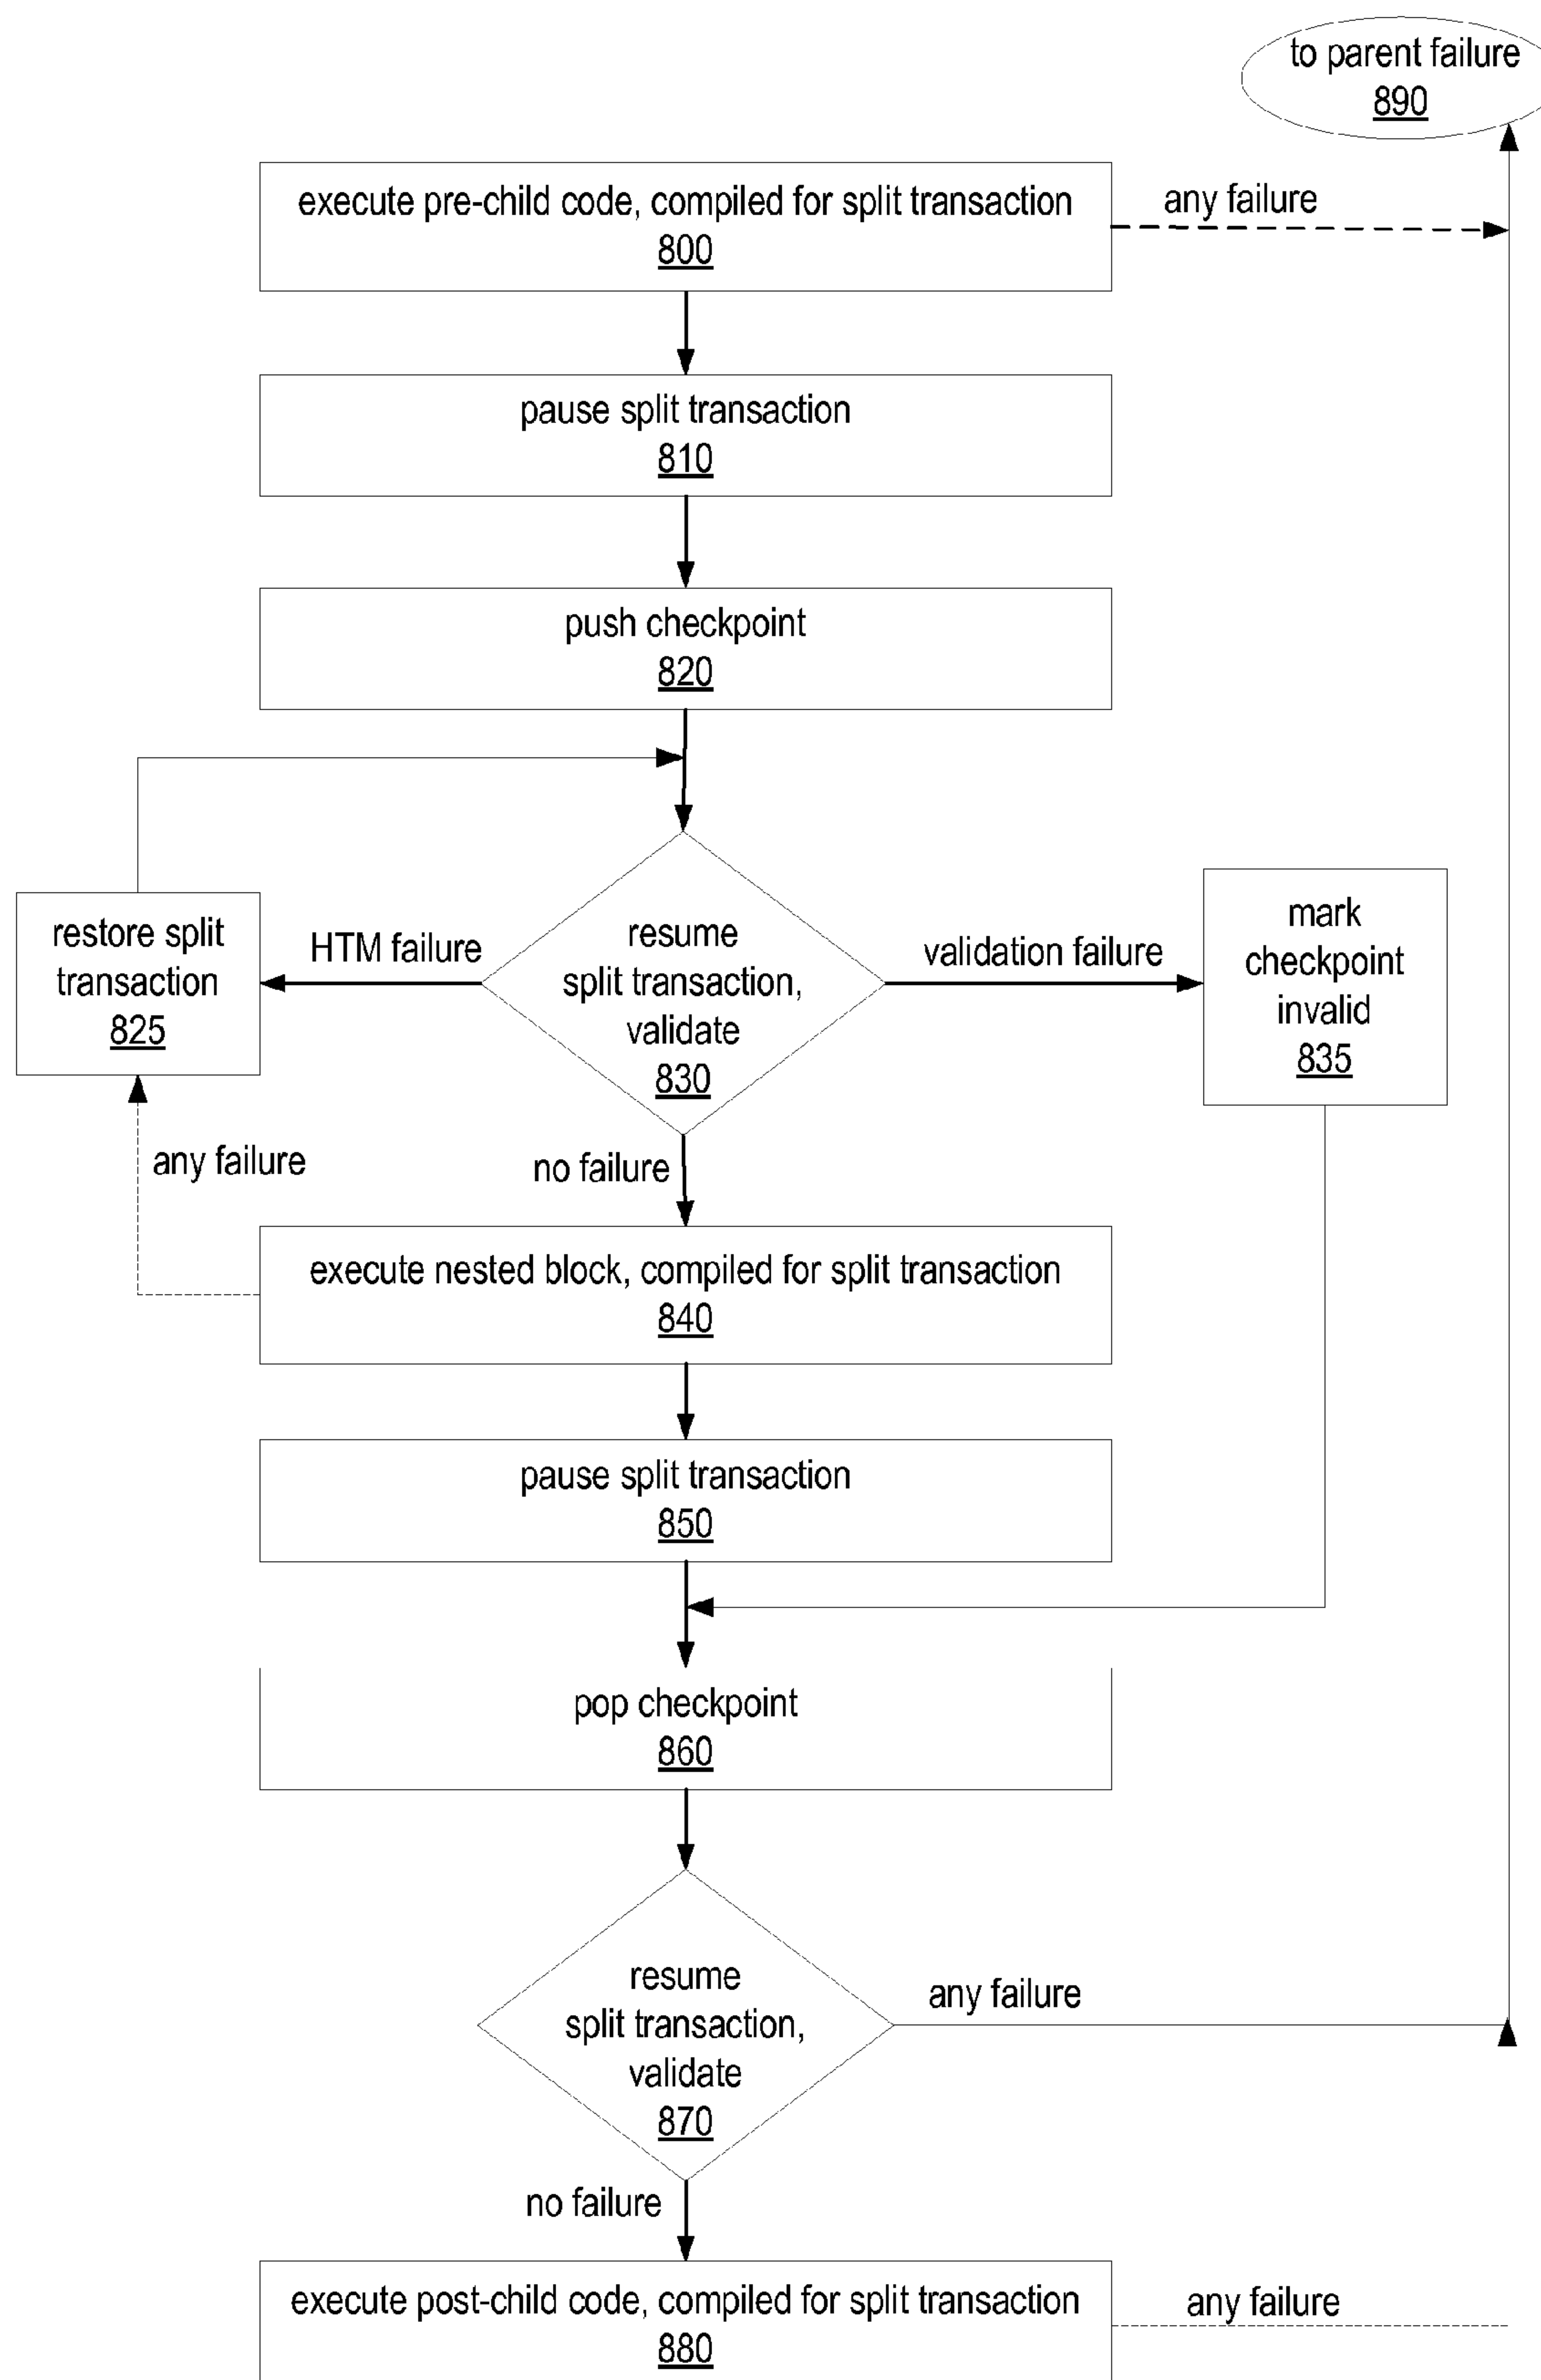 to parent failure
890
execute pre-child code, compiled for split transaction
800
any failure
pause split transaction
810
push checkpoint
820
restore split
transaction
825
HTM failure
resume
split transaction,
validate
830
validation failure
mark
checkpoint
invalid
835
any failure
no failure
execute nested block, compiled for split transaction
840
pause split transaction
850
pop checkpoint
860
resume
split transaction,
validate
870
any failure
no failure
execute post-child code, compiled for split transaction
880
any failure